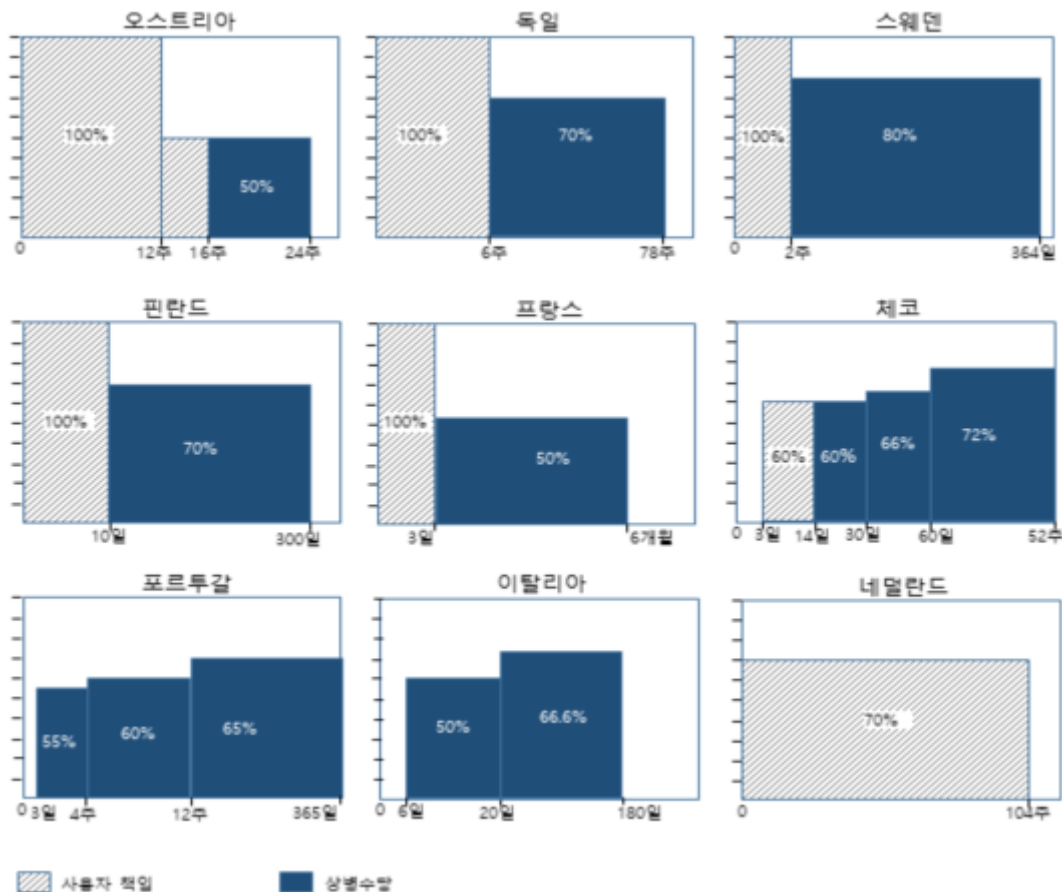 오스트리아 독일 스웨덴
100% 50% 100% 70% 100% 80%
0 12주 16주 24주 6주 78주 0 2주 364일
핀란드 프랑스 체코
100% 70% 100% 50% 60% 60% 66% 72%
10일 300일 3일 6개월 0 3일 14일 30일 60일 52주
포르투갈 이탈리아 네덜란드
55% 60% 65% 50% 66.6% 70%
0 3일 4주 12주 365일 0 6일 20일 180일 0 104주
사용자 책임 상병수당